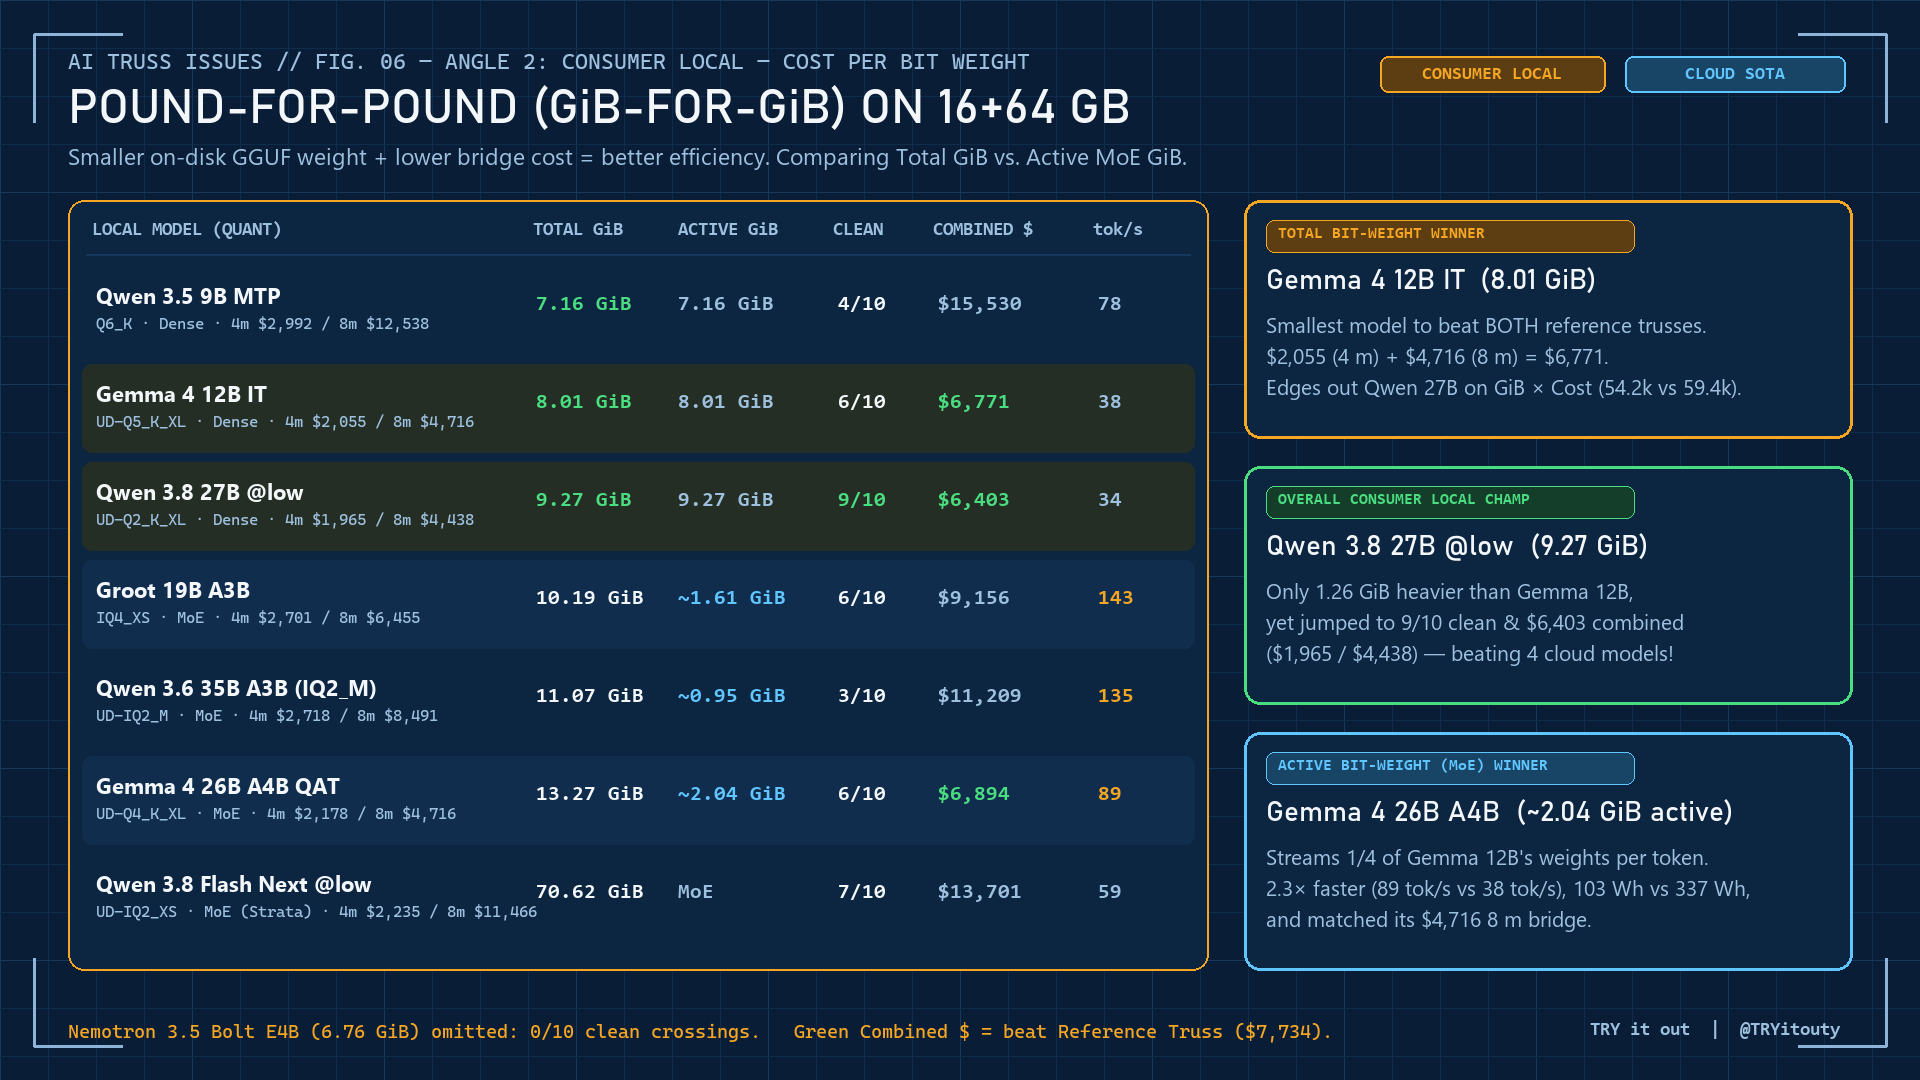 AI TRUSS ISSUES // FIG. 06 — ANGLE 2: CONSUMER LOCAL — COST PER BIT WEIGHT
CONSUMER LOCAL
CLOUD SOTA
POUND-FOR-POUND (GiB-FOR-GiB) ON 16+64 GB
Smaller on-disk GGUF weight + lower bridge cost = better efficiency. Comparing Total GiB vs. Active MoE GiB.
LOCAL MODEL (QUANT) TOTAL GiB ACTIVE GiB CLEAN COMBINED $ tok/s
Qwen 3.5 9B MTP 7.16 GiB 7.16 GiB 4/10 $15,530 78
Q6_K · Dense · 4m $2,992 / 8m $12,538
Gemma 4 12B IT 8.01 GiB 8.01 GiB 6/10 $6,771 38
UD-Q5_K_XL · Dense · 4m $2,055 / 8m $4,716
Qwen 3.8 27B @low 9.27 GiB 9.27 GiB 9/10 $6,403 34
UD-Q2_K_XL · Dense · 4m $1,965 / 8m $4,438
Groot 19B A3B 10.19 GiB ~1.61 GiB 6/10 $9,156 143
IQ4_XS · MoE · 4m $2,701 / 8m $6,455
Qwen 3.6 35B A3B (IQ2_M) 11.07 GiB ~0.95 GiB 3/10 $11,209 135
UD-IQ2_M · MoE · 4m $2,718 / 8m $8,491
Gemma 4 26B A4B QAT 13.27 GiB ~2.04 GiB 6/10 $6,894 89
UD-Q4_K_XL · MoE · 4m $2,178 / 8m $4,716
Qwen 3.8 Flash Next @low 70.62 GiB MoE 7/10 $13,701 59
UD-IQ2_XS · MoE (Strata) · 4m $2,235 / 8m $11,466
TOTAL BIT-WEIGHT WINNER
Gemma 4 12B IT (8.01 GiB)
Smallest model to beat BOTH reference trusses.
$2,055 (4 m) + $4,716 (8 m) = $6,771.
Edges out Qwen 27B on GiB × Cost (54.2k vs 59.4k).
OVERALL CONSUMER LOCAL CHAMP
Qwen 3.8 27B @low (9.27 GiB)
Only 1.26 GiB heavier than Gemma 12B,
yet jumped to 9/10 clean & $6,403 combined
($1,965 / $4,438) — beating 4 cloud models!
ACTIVE BIT-WEIGHT (MoE) WINNER
Gemma 4 26B A4B (~2.04 GiB active)
Streams 1/4 of Gemma 12B's weights per token.
2.3× faster (89 tok/s vs 38 tok/s), 103 Wh vs 337 Wh,
and matched its $4,716 8 m bridge.
Nemotron 3.5 Bolt E4B (6.76 GiB) omitted: 0/10 clean crossings. Green Combined $ = beat Reference Truss ($7,734).
TRY it out | @TRYitouty